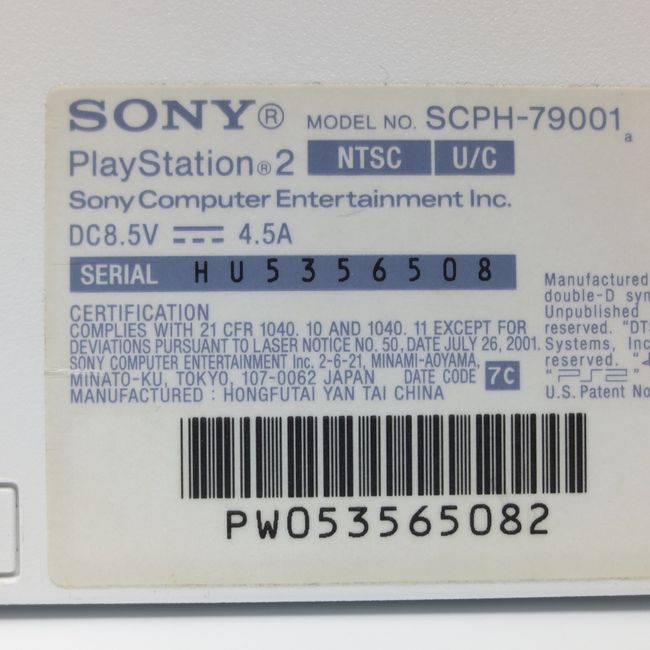 SONY® MODEL NO. SCPH-79001 a
PlayStation®2 NTSC U/C
Sony Computer Entertainment Inc.
DC8.5V ⎓ 4.5A
SERIAL HU5356508
CERTIFICATION
COMPLIES WITH 21 CFR 1040. 10 AND 1040. 11 EXCEPT FOR
DEVIATIONS PURSUANT TO LASER NOTICE NO. 50, DATE JULY 26, 2001.
SONY COMPUTER ENTERTAINMENT Inc. 2-6-21, MINAMI-AOYAMA,
MINATO-KU, TOKYO, 107-0062 JAPAN DATE CODE 7C
MANUFACTURED : HONGFUTAI YAN TAI CHINA
Manufactured
double-D sym
Unpublished
reserved. "DT
Systems, Inc
reserved. "
"PS2"
U.S. Patent No
PW053565082